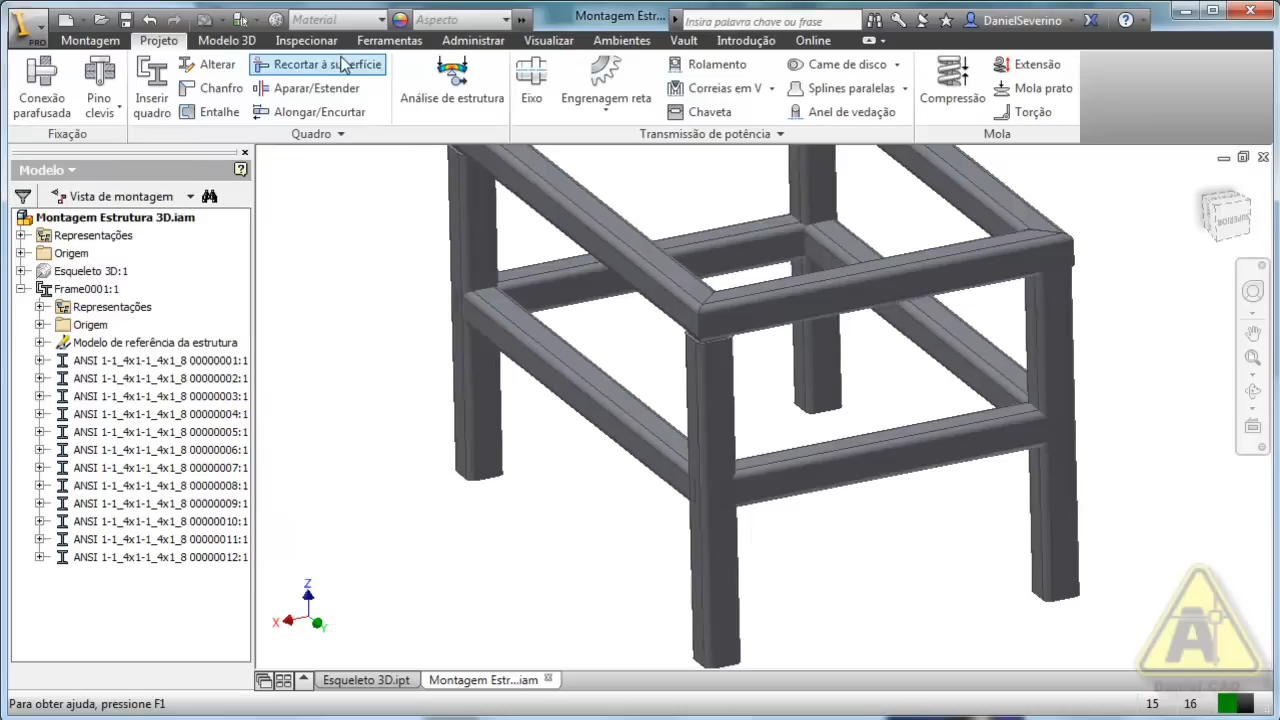 PRO
Material
Aspecto
Montagem Estr...
Insira palavra chave ou frase
DanielSeverino
Montagem Projeto Modelo 3D Inspecionar Ferramentas Administrar Visualizar Ambientes Vault Introdução Online
Conexão parafusada
Pino clevis
Fixação
Inserir quadro
Alterar
Chanfro
Entalhe
Recortar à superfície
Aparar/Estender
Alongar/Encurtar
Quadro
Análise de estrutura
Eixo
Engrenagem reta
Rolamento
Correias em V
Chaveta
Came de disco
Splines paralelas
Anel de vedação
Transmissão de potência
Compressão
Extensão
Mola prato
Torção
Mola
Modelo
Vista de montagem
Montagem Estrutura 3D.iam
Representações
Origem
Esqueleto 3D:1
Frame0001:1
Representações
Origem
Modelo de referência da estrutura
ANSI 1-1_4x1-1_4x1_8 00000001:1
ANSI 1-1_4x1-1_4x1_8 00000002:1
ANSI 1-1_4x1-1_4x1_8 00000003:1
ANSI 1-1_4x1-1_4x1_8 00000004:1
ANSI 1-1_4x1-1_4x1_8 00000005:1
ANSI 1-1_4x1-1_4x1_8 00000006:1
ANSI 1-1_4x1-1_4x1_8 00000007:1
ANSI 1-1_4x1-1_4x1_8 00000008:1
ANSI 1-1_4x1-1_4x1_8 00000009:1
ANSI 1-1_4x1-1_4x1_8 00000010:1
ANSI 1-1_4x1-1_4x1_8 00000011:1
ANSI 1-1_4x1-1_4x1_8 00000012:1
SUPERIOR
Z
X
Y
A
Daniel CAD
Esqueleto 3D.ipt
Montagem Estr...iam
Para obter ajuda, pressione F1
15 16